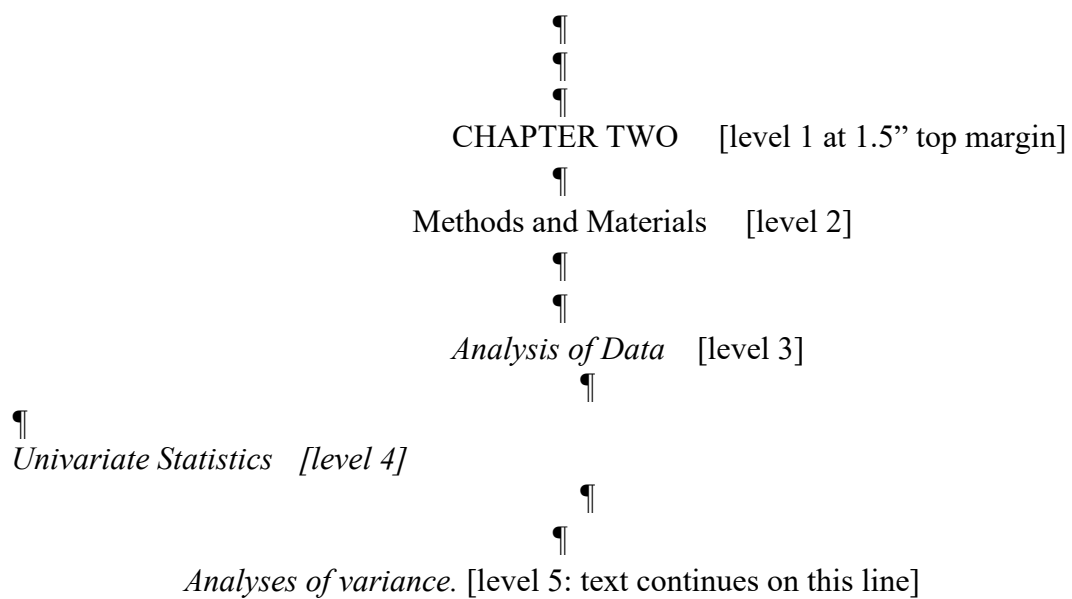 ¶
¶
¶
CHAPTER TWO [level 1 at 1.5” top margin]
¶
Methods and Materials [level 2]
¶
¶
Analysis of Data [level 3]
¶
¶
Univariate Statistics [level 4]
¶
¶
Analyses of variance. [level 5: text continues on this line]